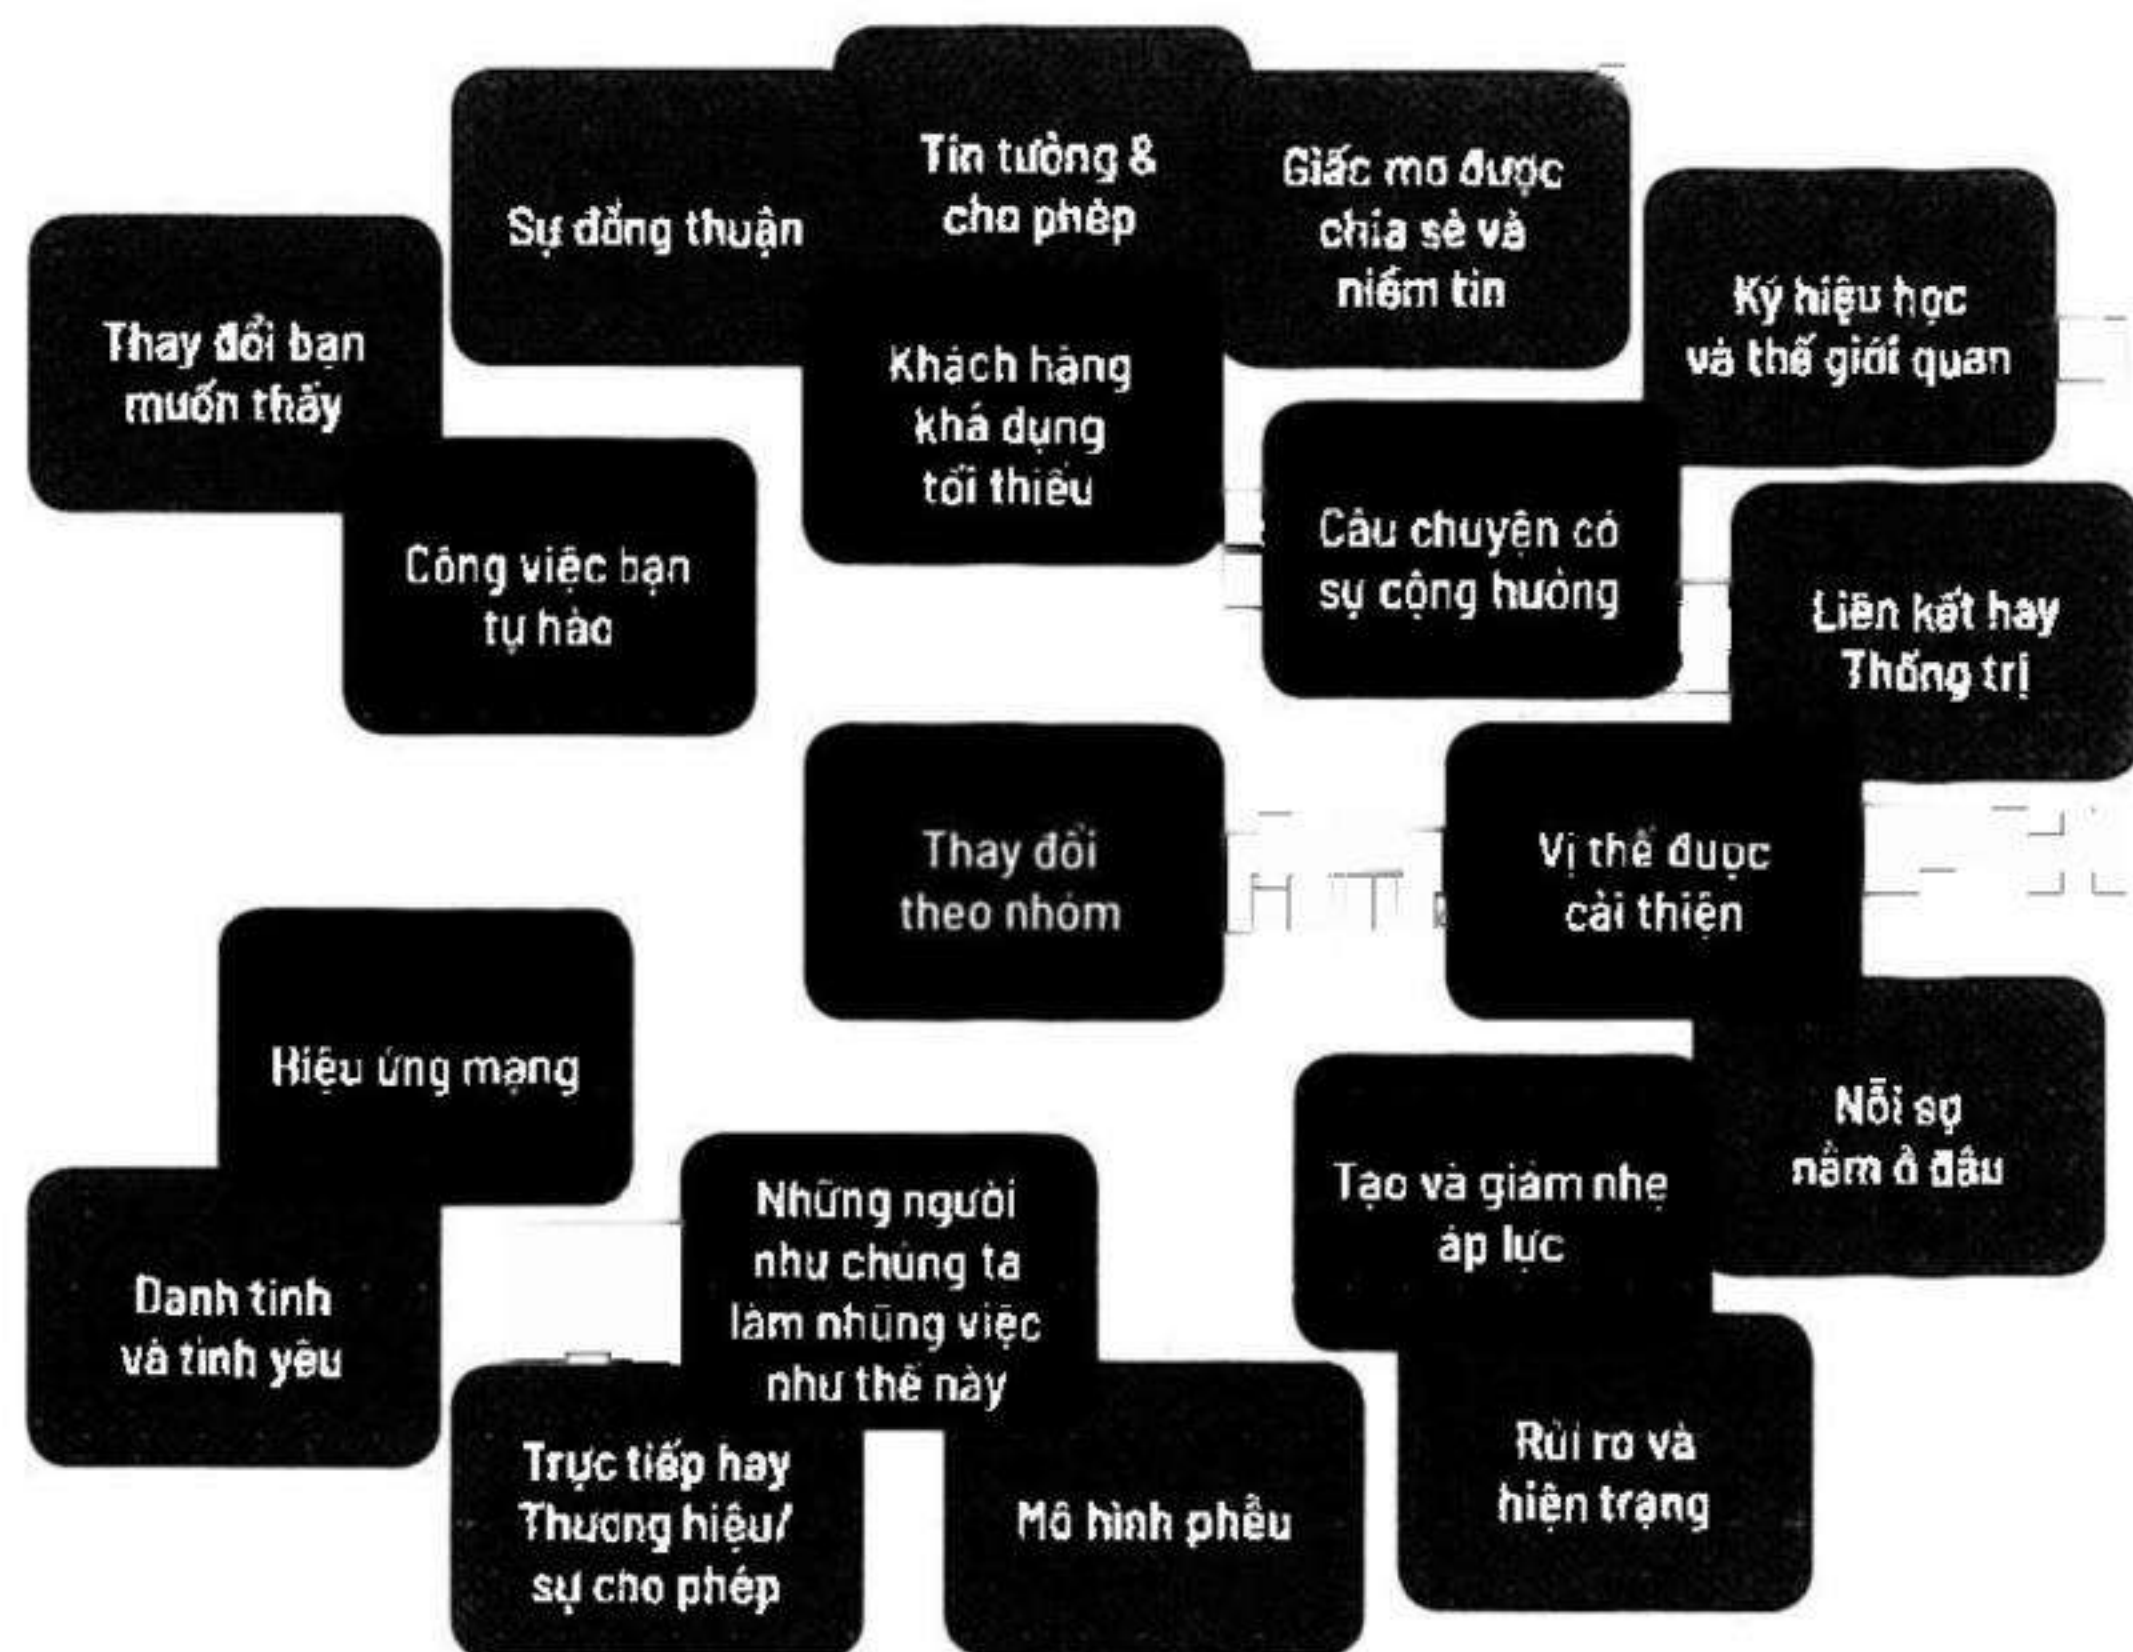 Tin tưởng &
cho phép
Sự đồng thuận
Giấc mơ được
chia sẻ và
niềm tin
Ký hiệu học
và thế giới quan
Thay đổi bạn
muốn thấy
Khách hàng
khả dụng
tối thiểu
Công việc bạn
tự hào
Câu chuyện có
sự cộng hưởng
Liên kết hay
Thống trị
Thay đổi
theo nhóm
Vị thế được
cải thiện
Hiệu ứng mạng
Nỗi sợ
nằm ở đâu
Tạo và giảm nhẹ
áp lực
Những người
như chúng ta
làm những việc
như thế này
Danh tính
và tình yêu
Trực tiếp hay
Thương hiệu/
sự cho phép
Mô hình phễu
Rủi ro và
hiện trạng